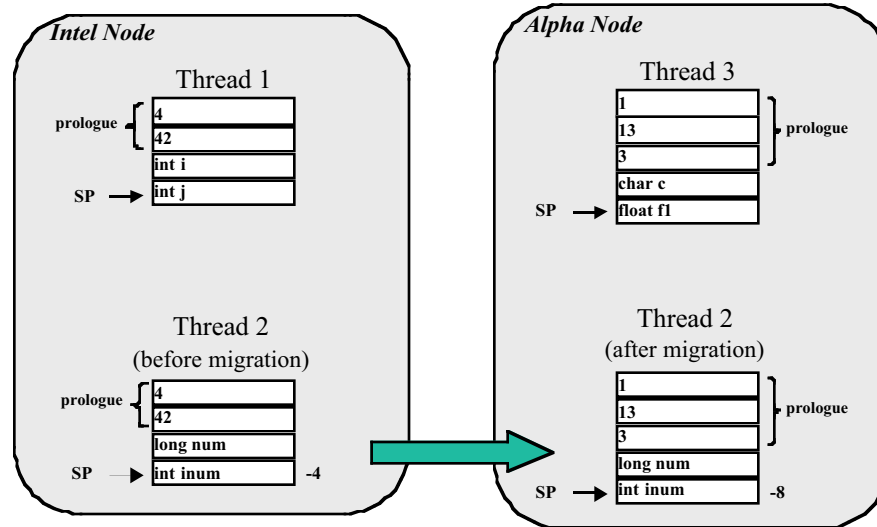 Intel Node
Thread 1
prologue
4
42
int i
SP
int j
Thread 2
(before migration)
prologue
4
42
long num
SP
int inum
-4
Alpha Node
Thread 3
1
13
prologue
3
char c
SP
float f1
Thread 2
(after migration)
1
13
prologue
3
long num
SP
int inum
-8